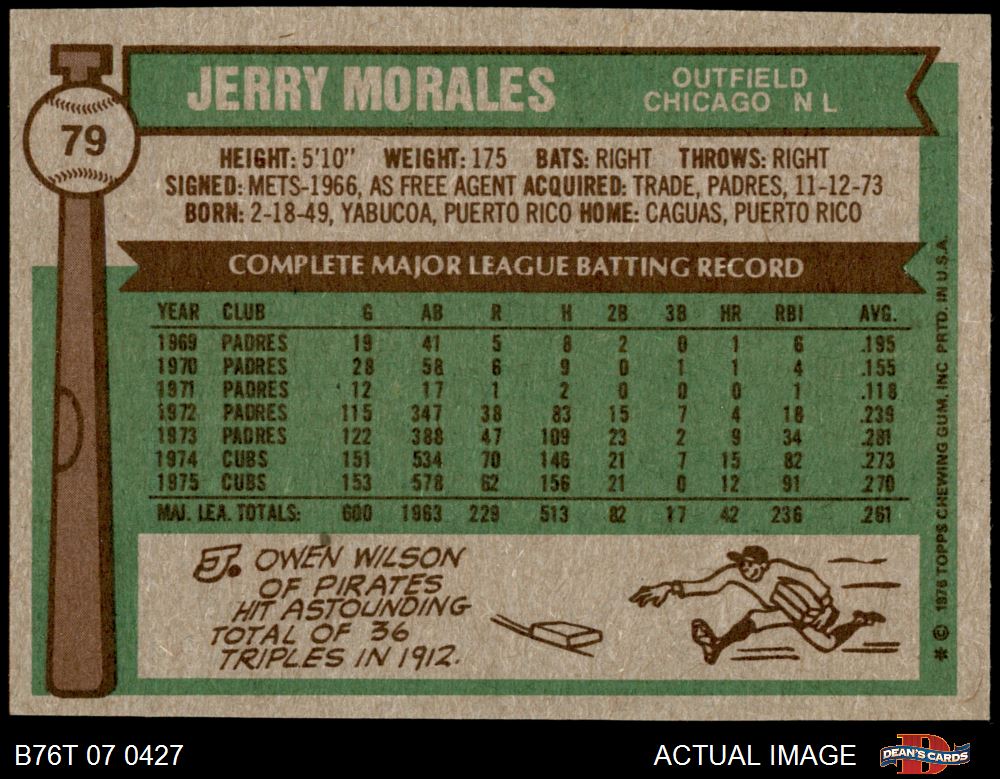 JERRY MORALES
OUTFIELD
CHICAGO N L
79
HEIGHT: 5'10" WEIGHT: 175 BATS: RIGHT THROWS: RIGHT
SIGNED: METS-1966, AS FREE AGENT ACQUIRED: TRADE, PADRES, 11-12-73
BORN: 2-18-49, YABUCOA, PUERTO RICO HOME: CAGUAS, PUERTO RICO
COMPLETE MAJOR LEAGUE BATTING RECORD
YEAR CLUB G AB R H 2B 3B HR RBI AVG.
1969 PADRES 19 41 5 8 2 0 1 6 .195
1970 PADRES 28 58 6 9 0 1 1 4 .155
1971 PADRES 12 17 1 2 0 0 0 1 .118
1972 PADRES 115 347 38 83 15 7 4 18 .239
1973 PADRES 122 388 47 109 23 2 9 34 .281
1974 CUBS 151 534 70 146 21 7 15 82 .273
1975 CUBS 153 578 62 156 21 0 12 91 .270
MAJ. LEA. TOTALS: 600 1963 229 513 82 17 42 236 .261
J. OWEN WILSON
OF PIRATES
HIT ASTOUNDING
TOTAL OF 36
TRIPLES IN 1912.
* © 1976 TOPPS CHEWING GUM, INC PRTD. IN U.S.A.
B76T 07 0427
ACTUAL IMAGE
D
DEAN'S CARDS